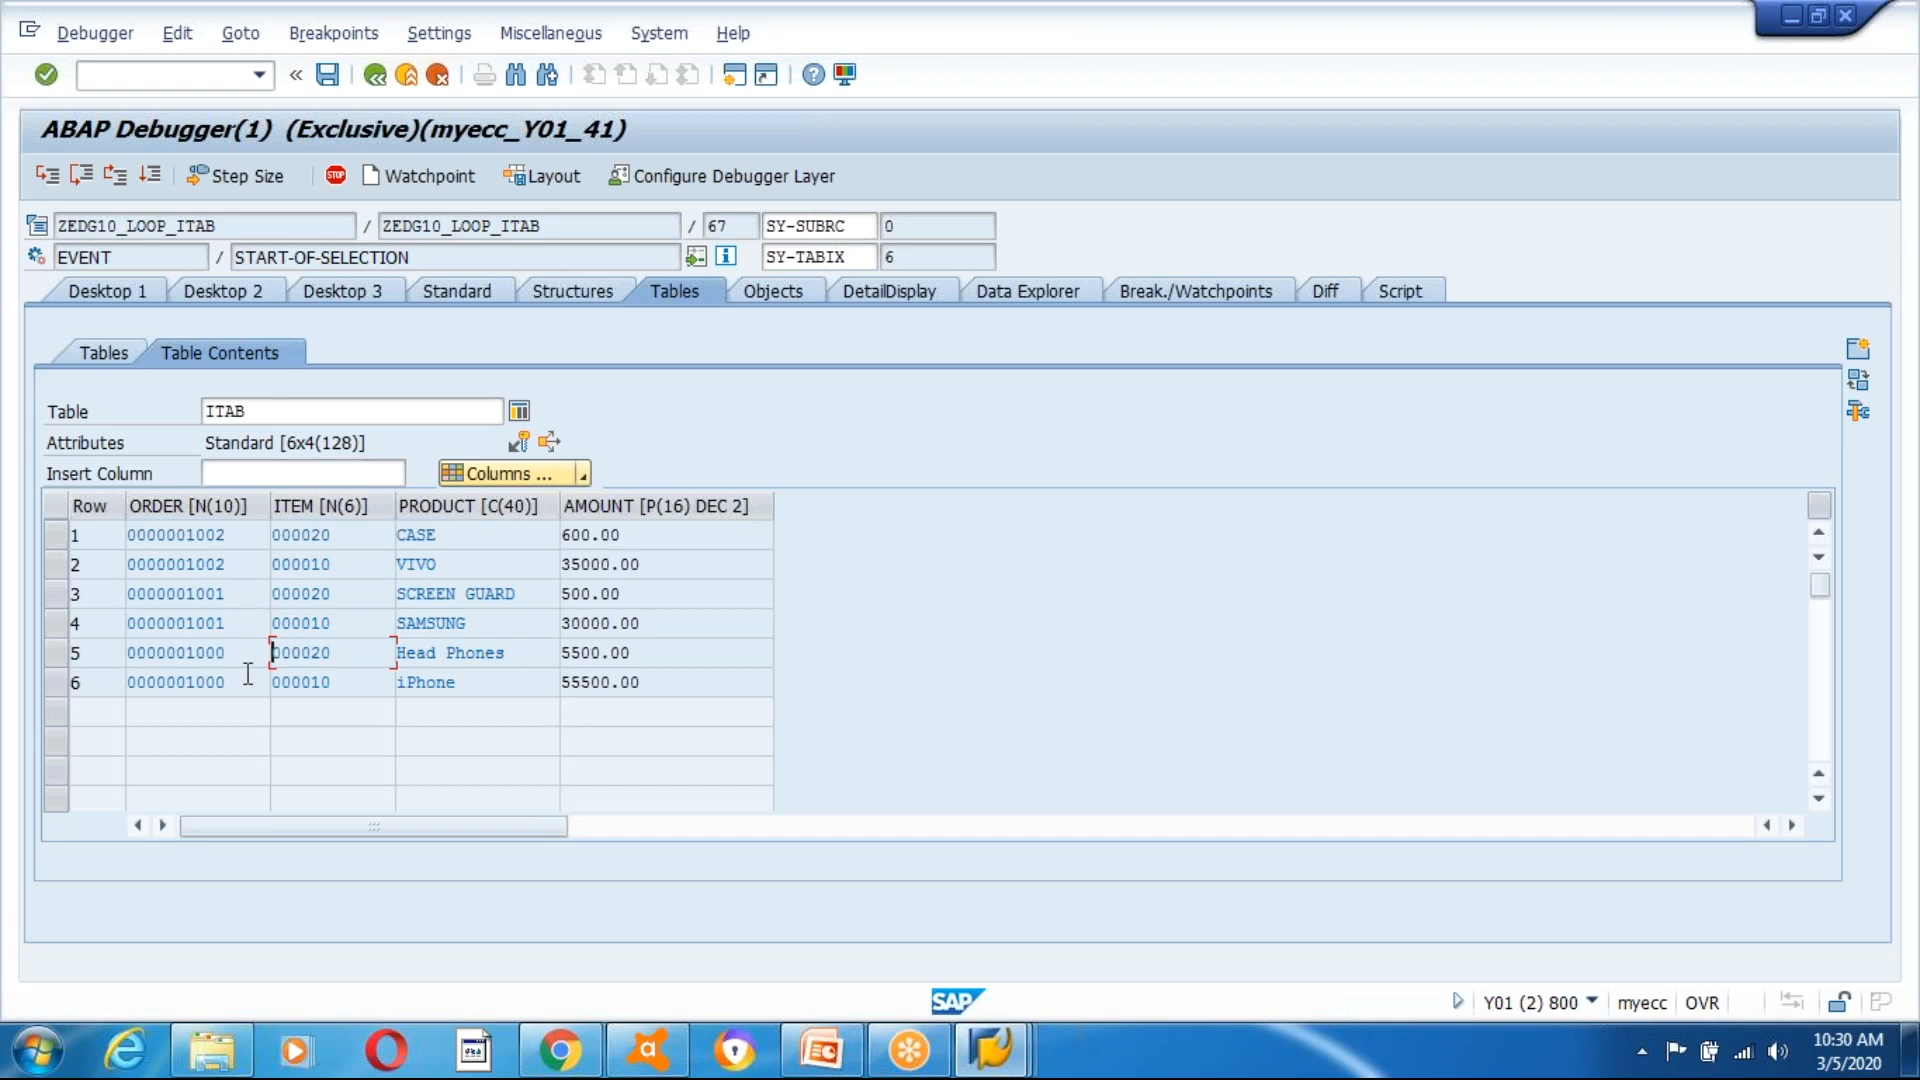 Debugger Edit Goto Breakpoints Settings Miscellaneous System Help
ABAP Debugger(1) (Exclusive)(myecc_Y01_41)
Step Size STOP Watchpoint Layout Configure Debugger Layer
ZEDG10_LOOP_ITAB / ZEDG10_LOOP_ITAB / 67 SY-SUBRC 0
EVENT / START-OF-SELECTION SY-TABIX 6
Desktop 1 Desktop 2 Desktop 3 Standard Structures Tables Objects DetailDisplay Data Explorer Break./Watchpoints Diff Script
Tables Table Contents
Table ITAB
Attributes Standard [6x4(128)]
Insert Column Columns ...
Row ORDER [N(10)] ITEM [N(6)] PRODUCT [C(40)] AMOUNT [P(16) DEC 2]
1 0000001002 000020 CASE 600.00
2 0000001002 000010 VIVO 35000.00
3 0000001001 000020 SCREEN GUARD 500.00
4 0000001001 000010 SAMSUNG 30000.00
5 0000001000 000020 Head Phones 5500.00
6 0000001000 000010 iPhone 55500.00
SAP Y01 (2) 800 myecc OVR
10:30 AM
3/5/2020